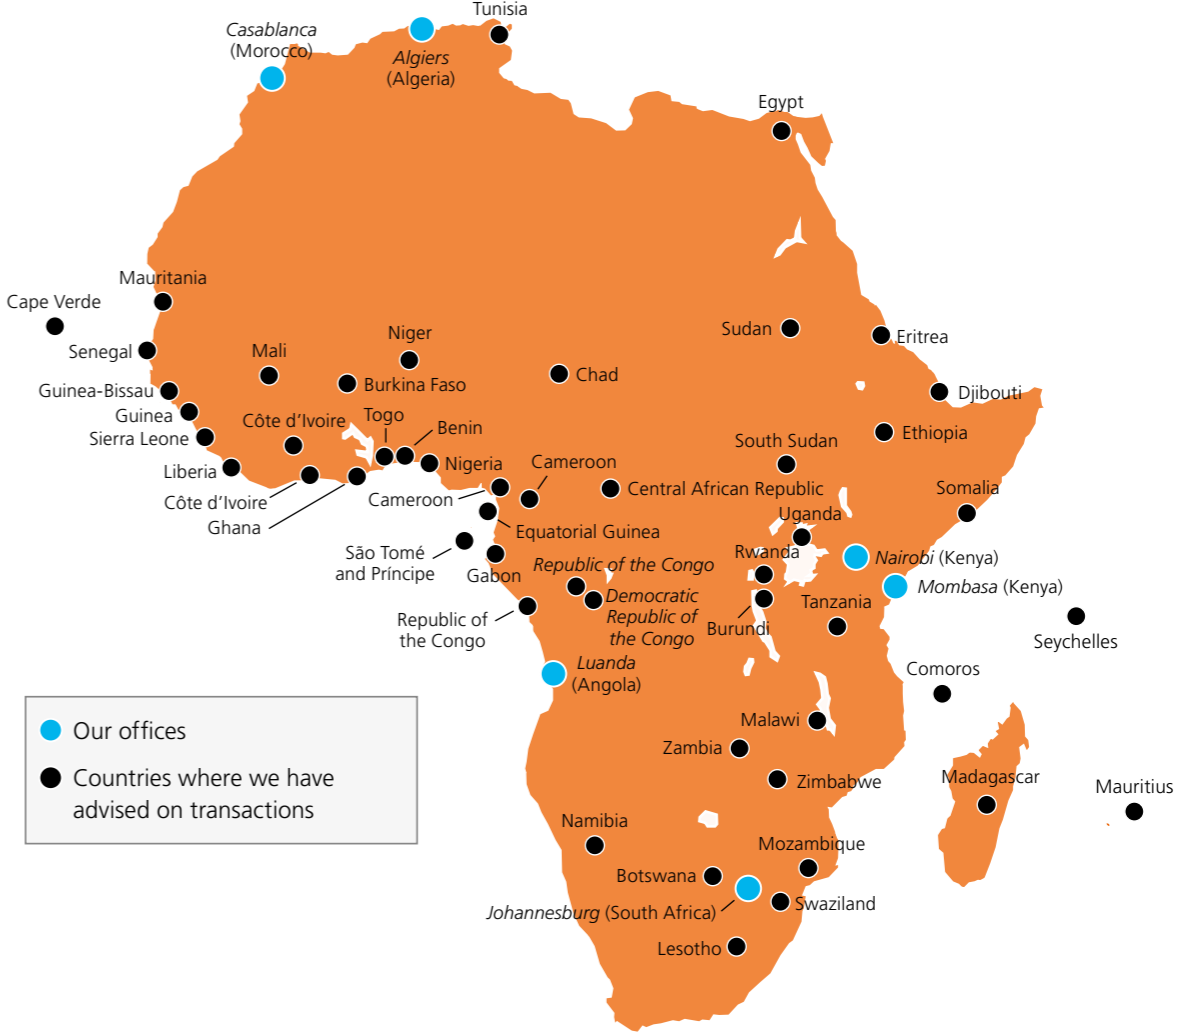 Tunisia
Casablanca
(Morocco)
Algiers
(Algeria)
Egypt
Mauritania
Cape Verde
Senegal
Mali
Niger
Sudan
Eritrea
Guinea-Bissau
Burkina Faso
Chad
Djibouti
Guinea
Côte d'Ivoire
Togo
Benin
Sierra Leone
Ethiopia
South Sudan
Liberia
Nigeria
Cameroon
Central African Republic
Somalia
Côte d'Ivoire
Cameroon
Ghana
Uganda
Equatorial Guinea
São Tomé
and Príncipe
Gabon
Republic of the Congo
Rwanda
Nairobi (Kenya)
Mombasa (Kenya)
Democratic
Republic of
the Congo
Tanzania
Republic of
the Congo
Burundi
Seychelles
Luanda
(Angola)
Comoros
Malawi
Zambia
Zimbabwe
Madagascar
Mauritius
Namibia
Mozambique
Botswana
Johannesburg (South Africa)
Swaziland
Lesotho
Our offices
Countries where we have
advised on transactions